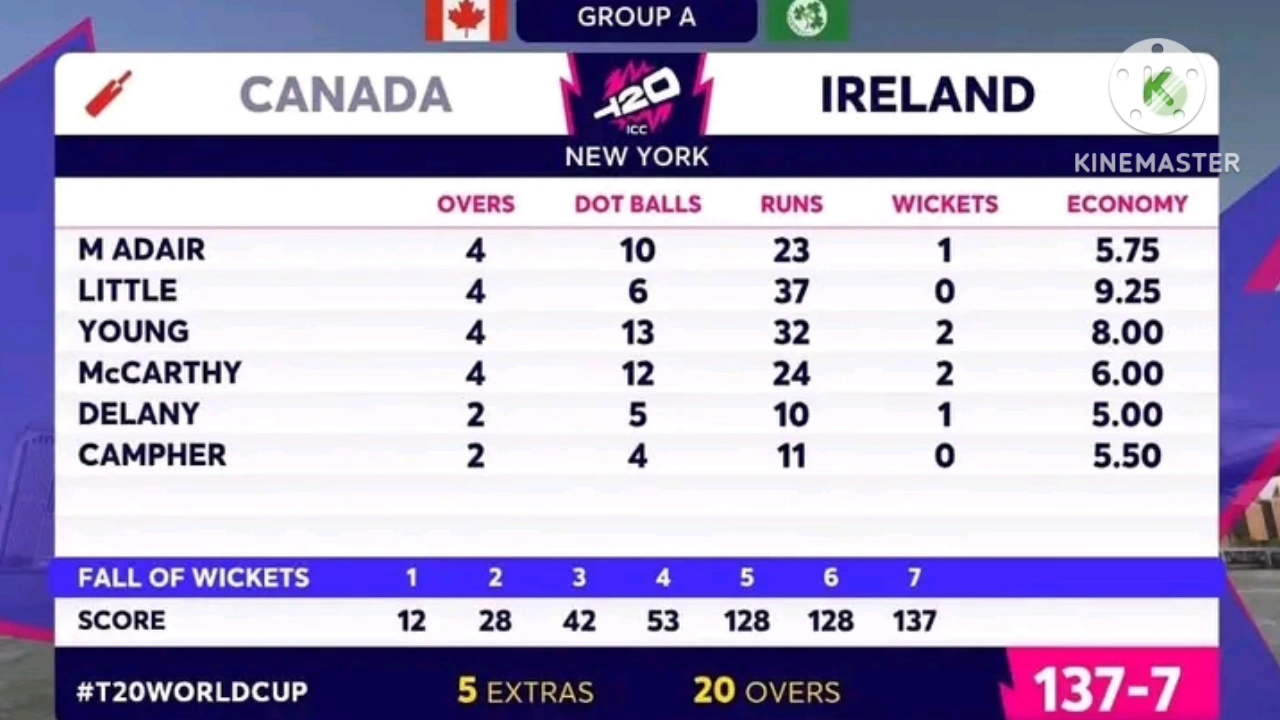 GROUP A
CANADA T20 ICC IRELAND
K
KINEMASTER
NEW YORK
OVERS DOT BALLS RUNS WICKETS ECONOMY
M ADAIR 4 10 23 1 5.75
LITTLE 4 6 37 0 9.25
YOUNG 4 13 32 2 8.00
McCARTHY 4 12 24 2 6.00
DELANY 2 5 10 1 5.00
CAMPHER 2 4 11 0 5.50
FALL OF WICKETS 1 2 3 4 5 6 7
SCORE 12 28 42 53 128 128 137
#T20WORLDCUP 5 EXTRAS 20 OVERS 137-7